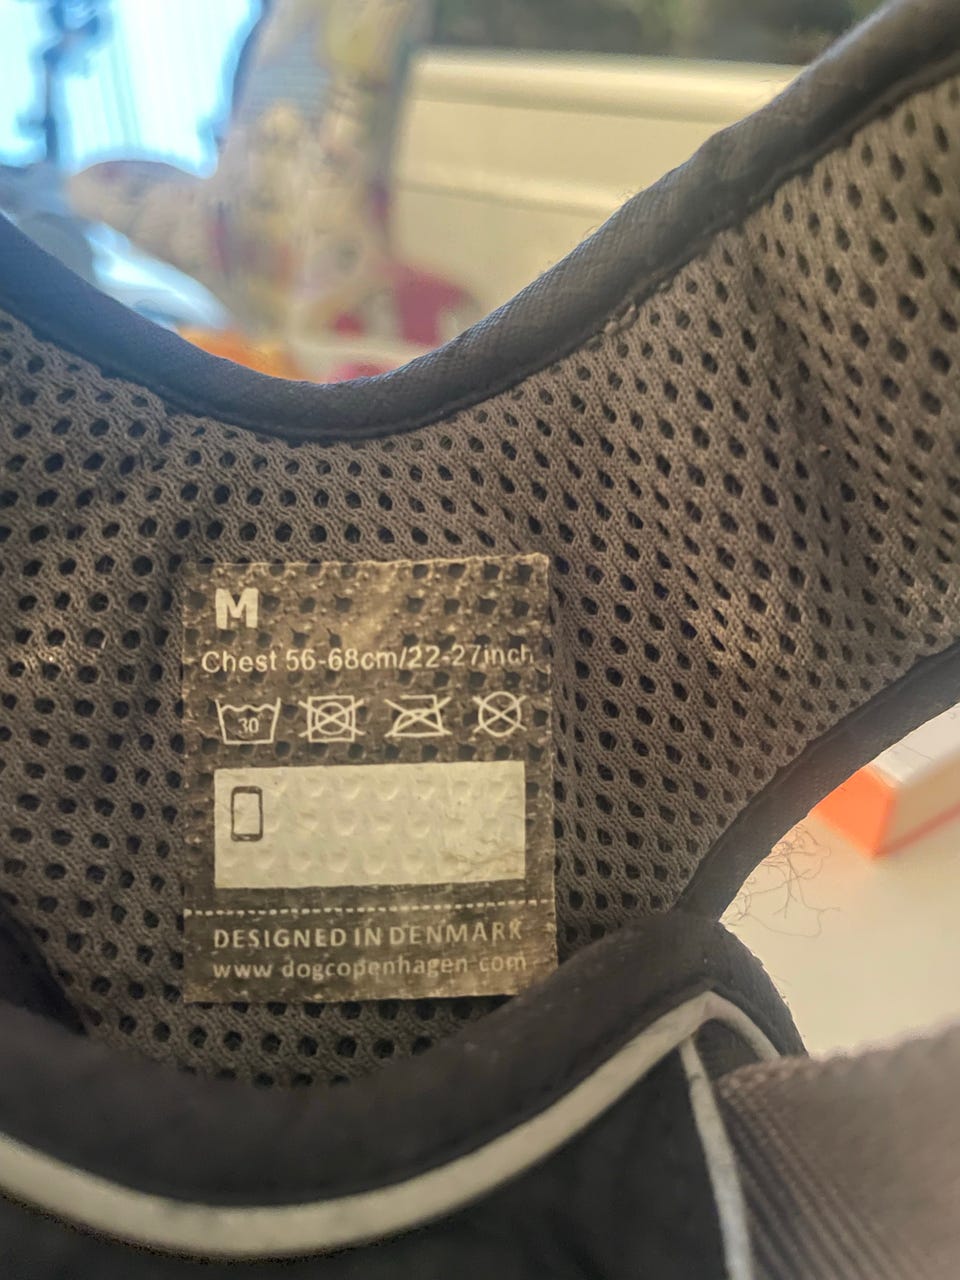 M
Chest 56-68cm/22-27inch
30
DESIGNED IN DENMARK
www dogcopenhagen com